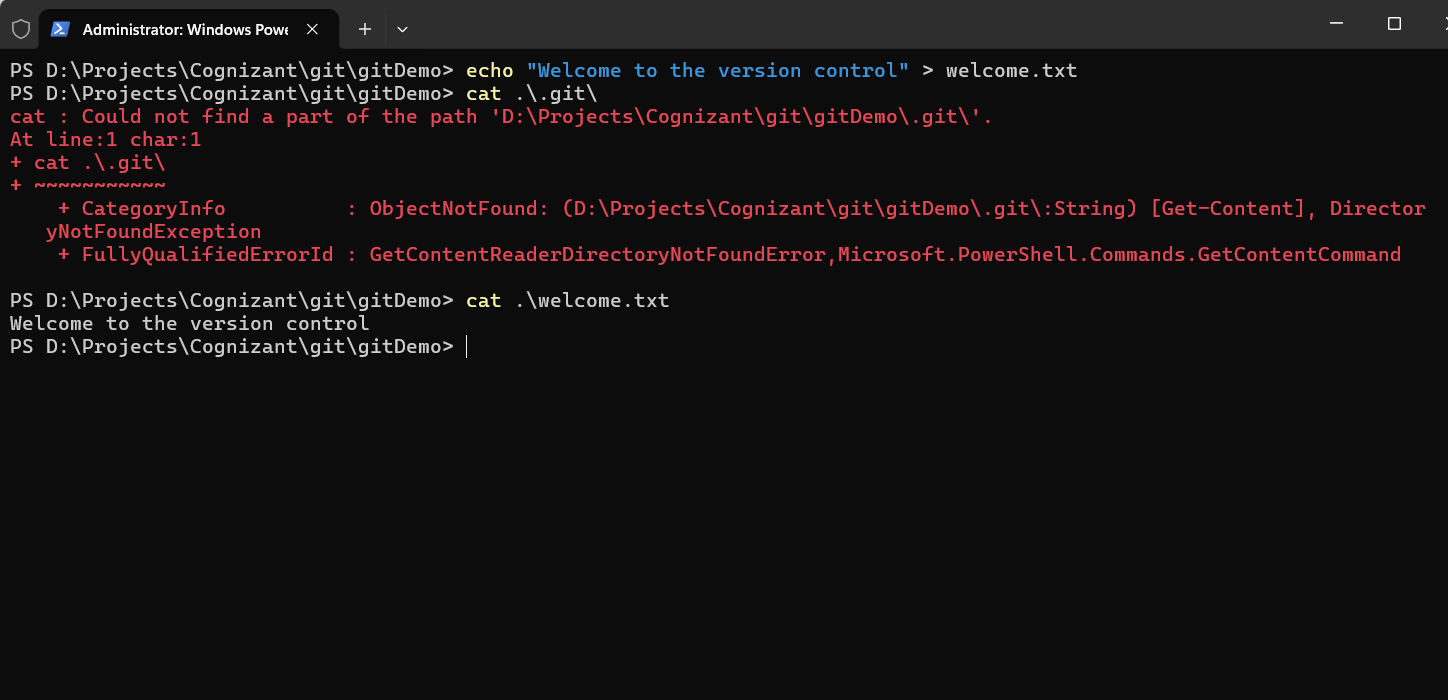 Administrator: Windows Powe
PS D:\Projects\Cognizant\git\gitDemo> echo "Welcome to the version control" > welcome.txt
PS D:\Projects\Cognizant\git\gitDemo> cat .\.git\
cat : Could not find a part of the path 'D:\Projects\Cognizant\git\gitDemo\.git\'.
At line:1 char:1
+ cat .\.git\
+ ~~~~~~~~~~~
    + CategoryInfo          : ObjectNotFound: (D:\Projects\Cognizant\git\gitDemo\.git\:String) [Get-Content], Director
   yNotFoundException
    + FullyQualifiedErrorId : GetContentReaderDirectoryNotFoundError,Microsoft.PowerShell.Commands.GetContentCommand
PS D:\Projects\Cognizant\git\gitDemo> cat .\welcome.txt
Welcome to the version control
PS D:\Projects\Cognizant\git\gitDemo>